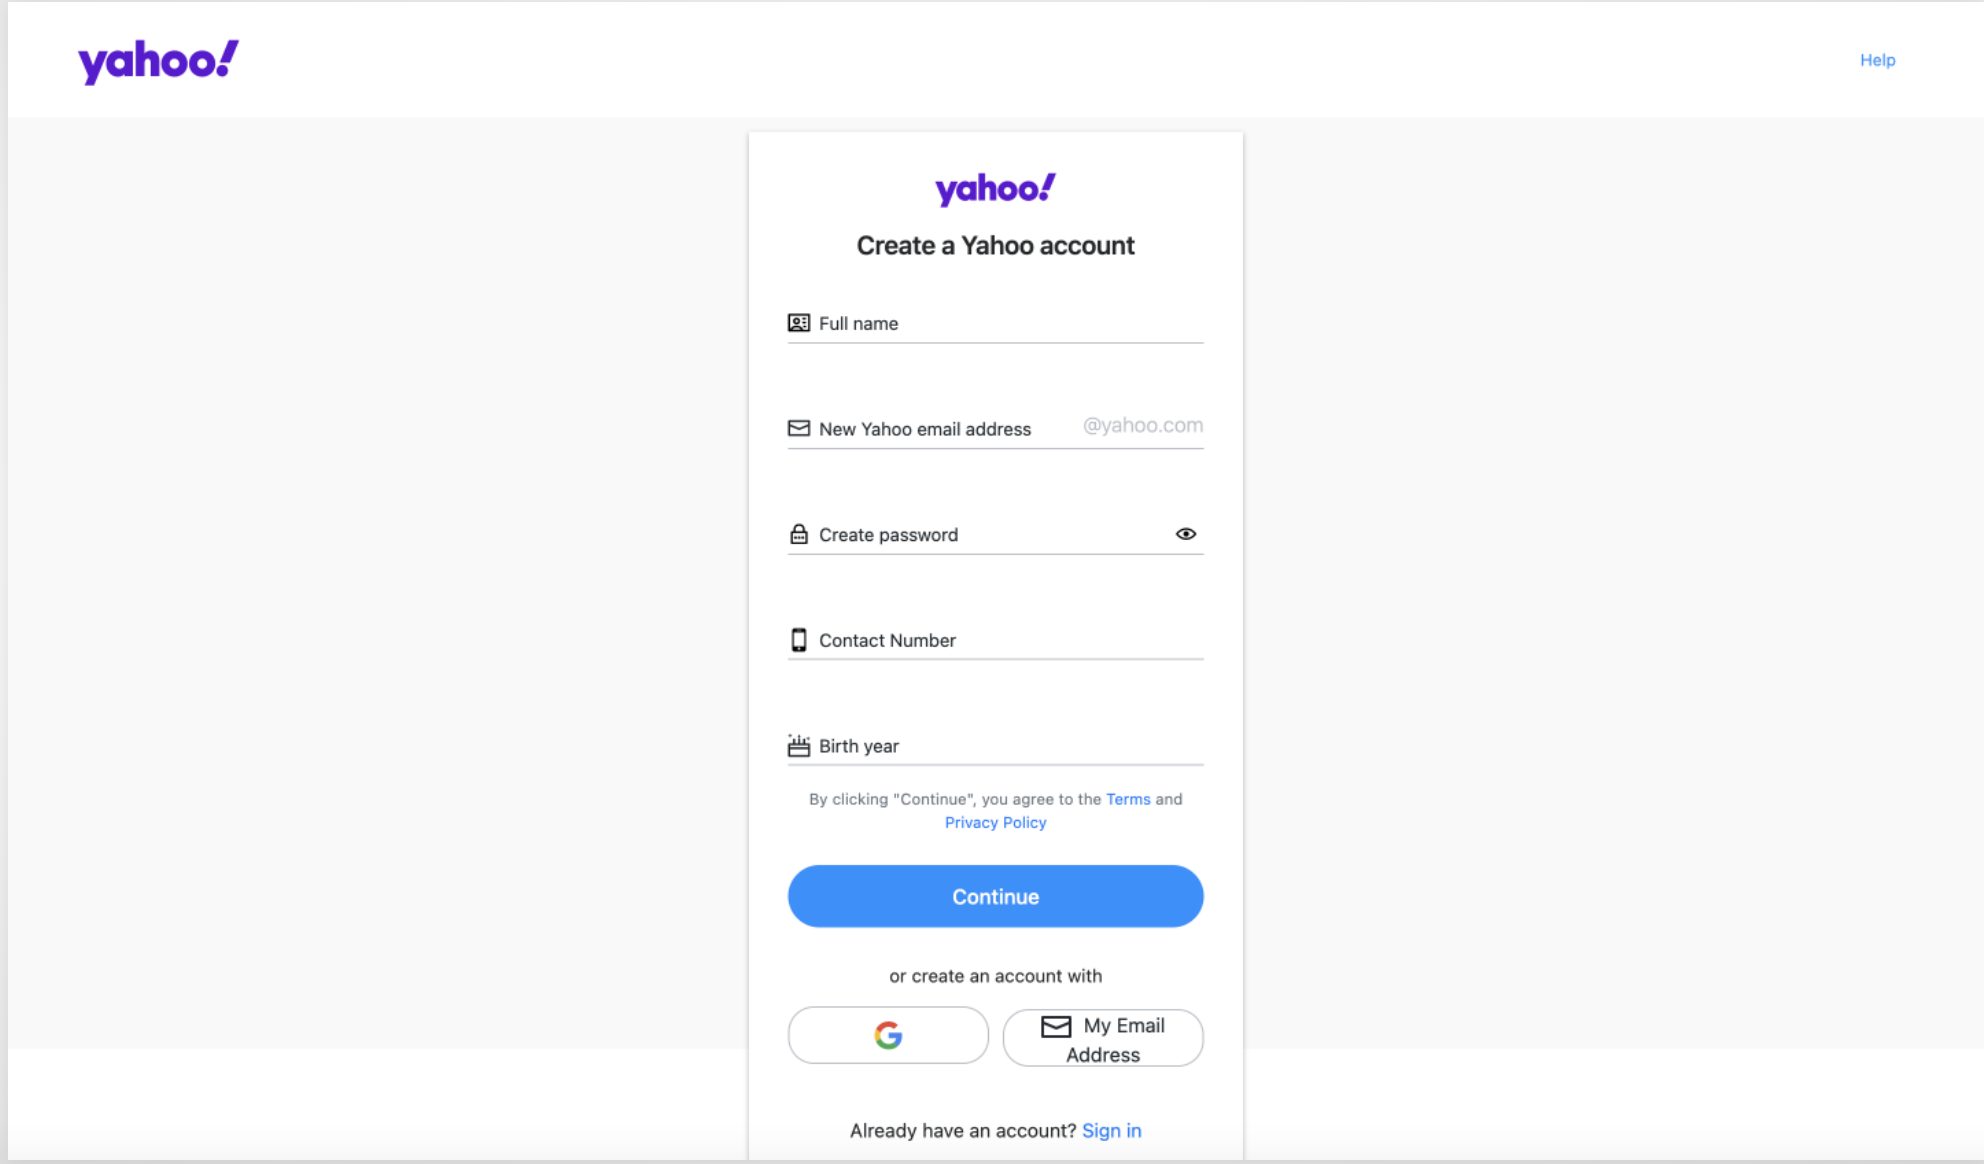 yahoo!
Help
yahoo!
Create a Yahoo account
Full name
New Yahoo email address @yahoo.com
Create password
Contact Number
Birth year
By clicking "Continue", you agree to the Terms and
Privacy Policy
Continue
or create an account with
G
My Email
Address
Already have an account? Sign in